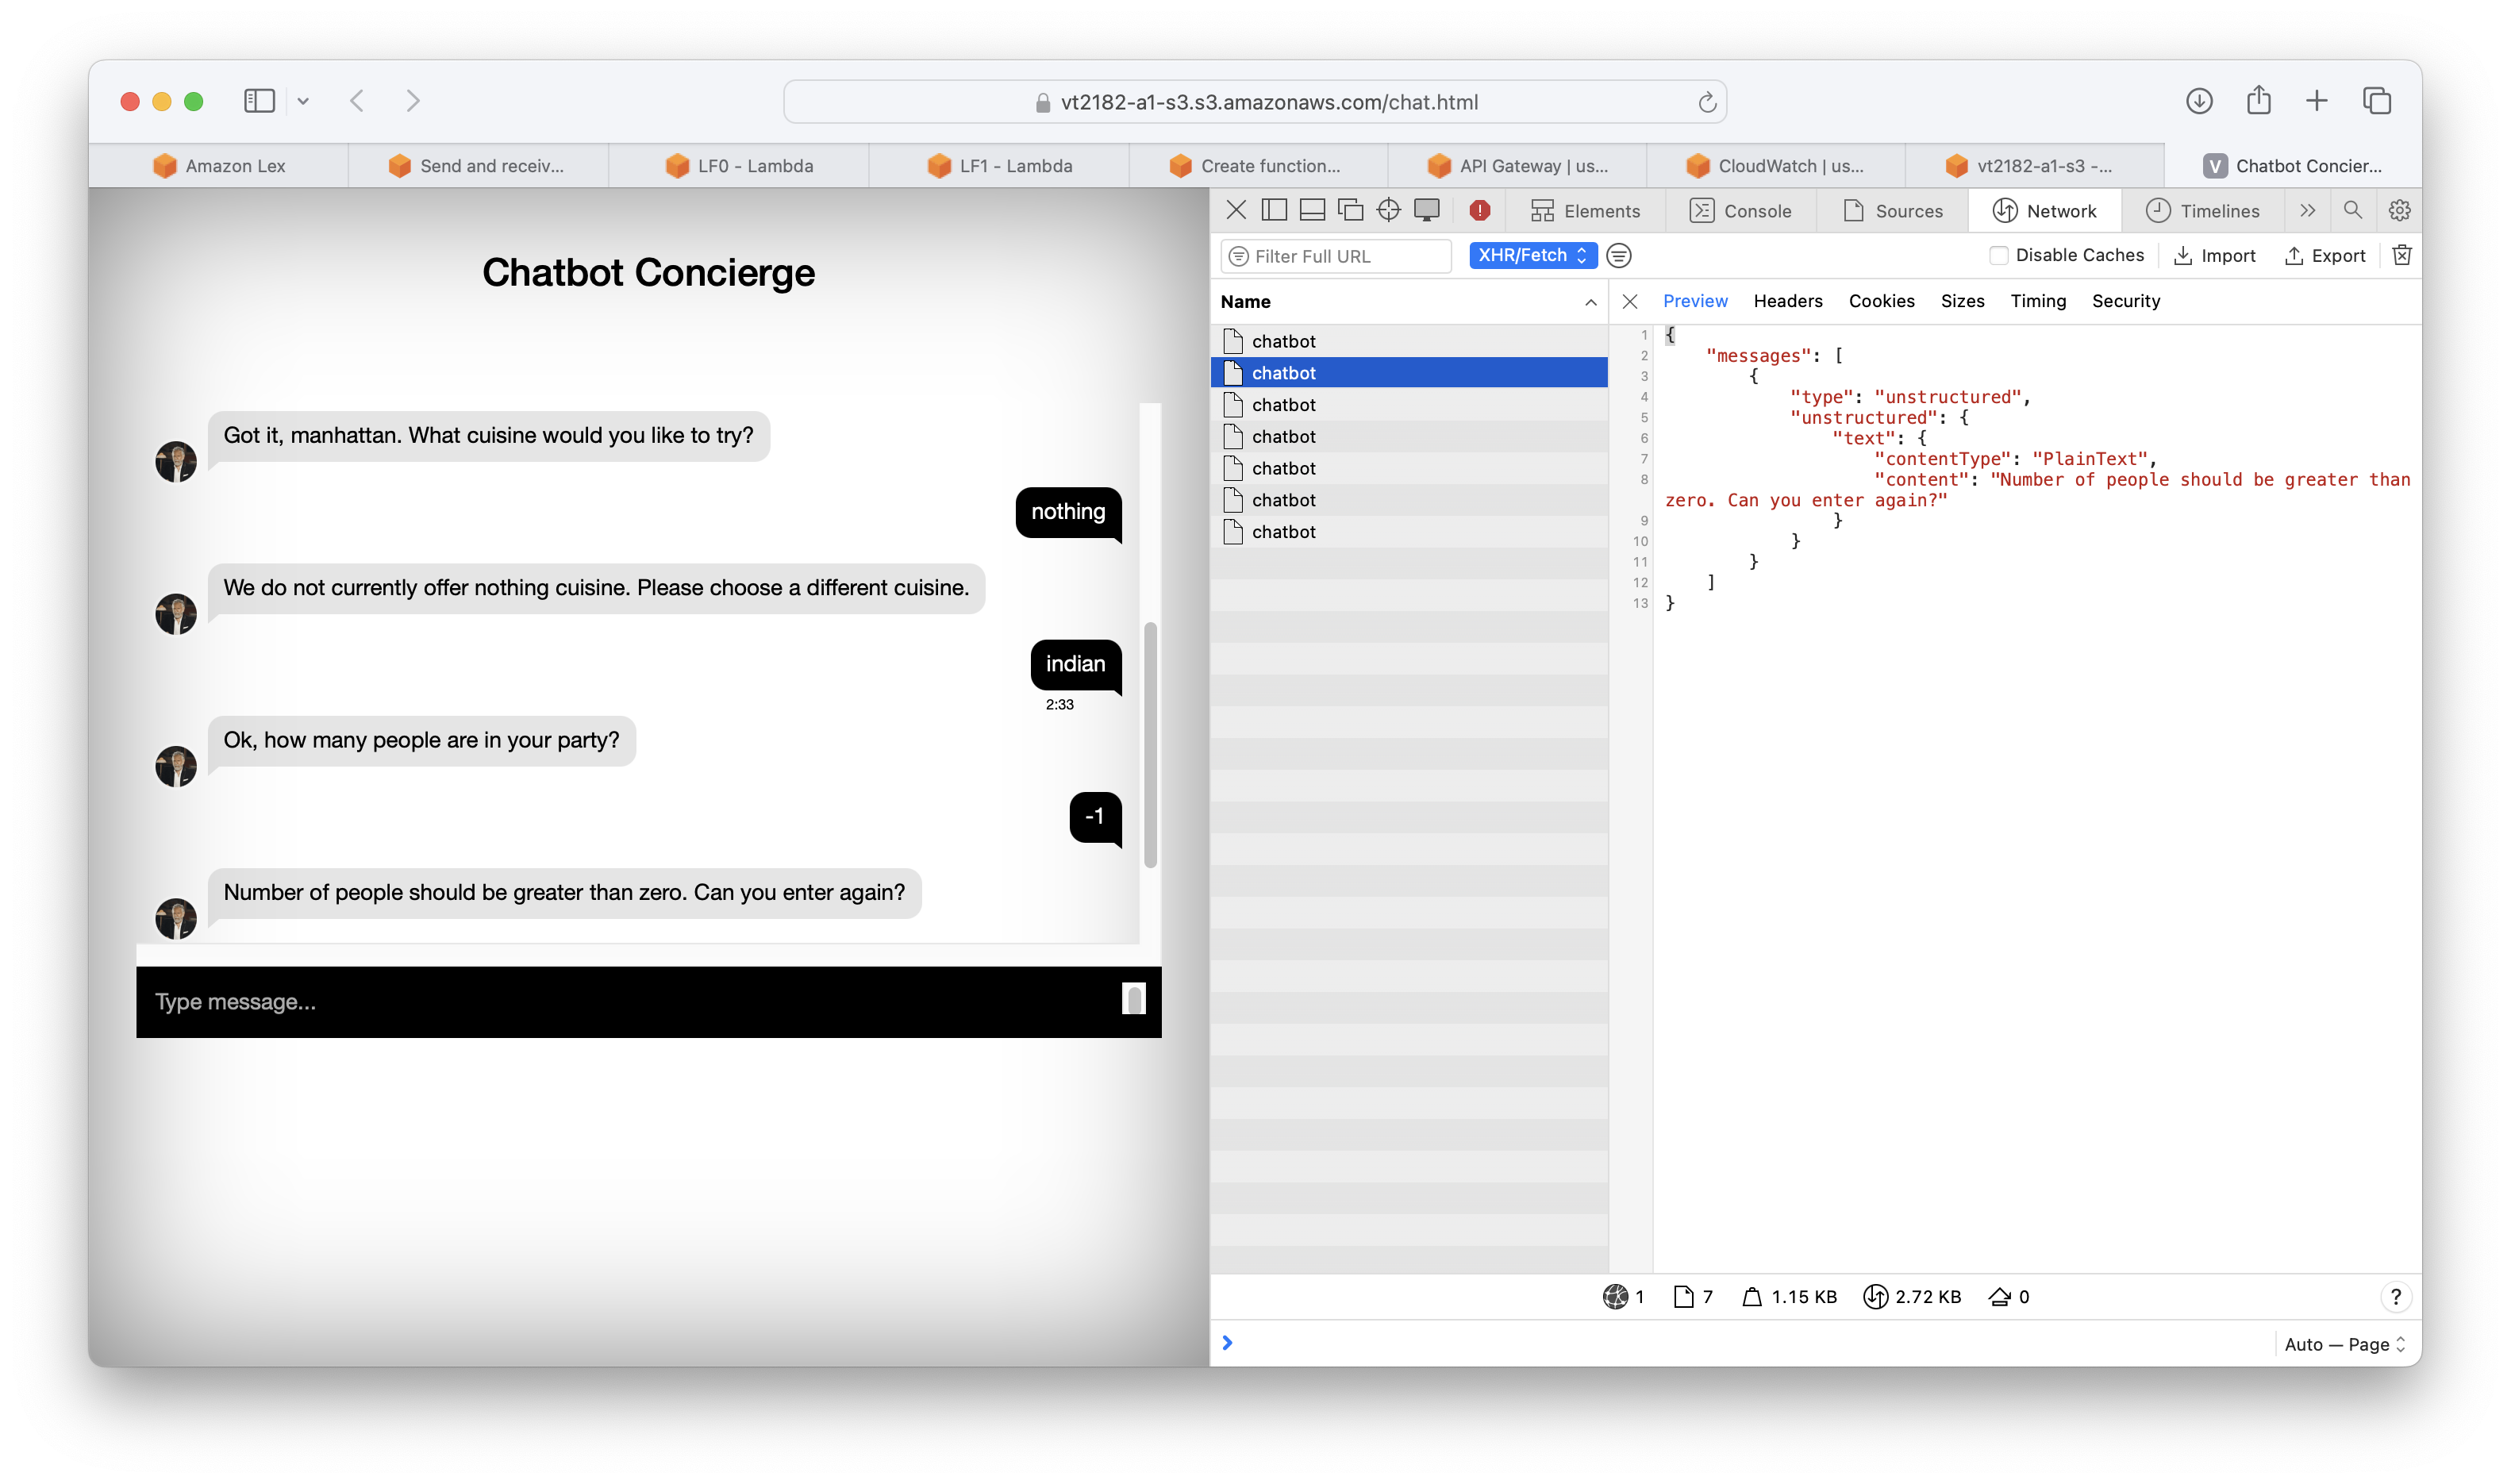 vt2182-a1-s3.s3.amazonaws.com/chat.html
Amazon Lex
Send and receiv...
LF0 - Lambda
LF1 - Lambda
Create function...
API Gateway | us...
CloudWatch | us...
vt2182-a1-s3 -...
V Chatbot Concier...
Chatbot Concierge
Got it, manhattan. What cuisine would you like to try?
nothing
We do not currently offer nothing cuisine. Please choose a different cuisine.
indian
2:33
Ok, how many people are in your party?
-1
Number of people should be greater than zero. Can you enter again?
Type message...
Elements
Console
Sources
Network
Timelines
Filter Full URL
XHR/Fetch
Disable Caches
Import
Export
Name
chatbot
chatbot
chatbot
chatbot
chatbot
chatbot
chatbot
Preview Headers Cookies Sizes Timing Security
1 {
2 "messages": [
3 {
4 "type": "unstructured",
5 "unstructured": {
6 "text": {
7 "contentType": "PlainText",
8 "content": "Number of people should be greater than
zero. Can you enter again?"
9 }
10 }
11 }
12 ]
13 }
1 7 1.15 KB 2.72 KB 0 ?
Auto — Page